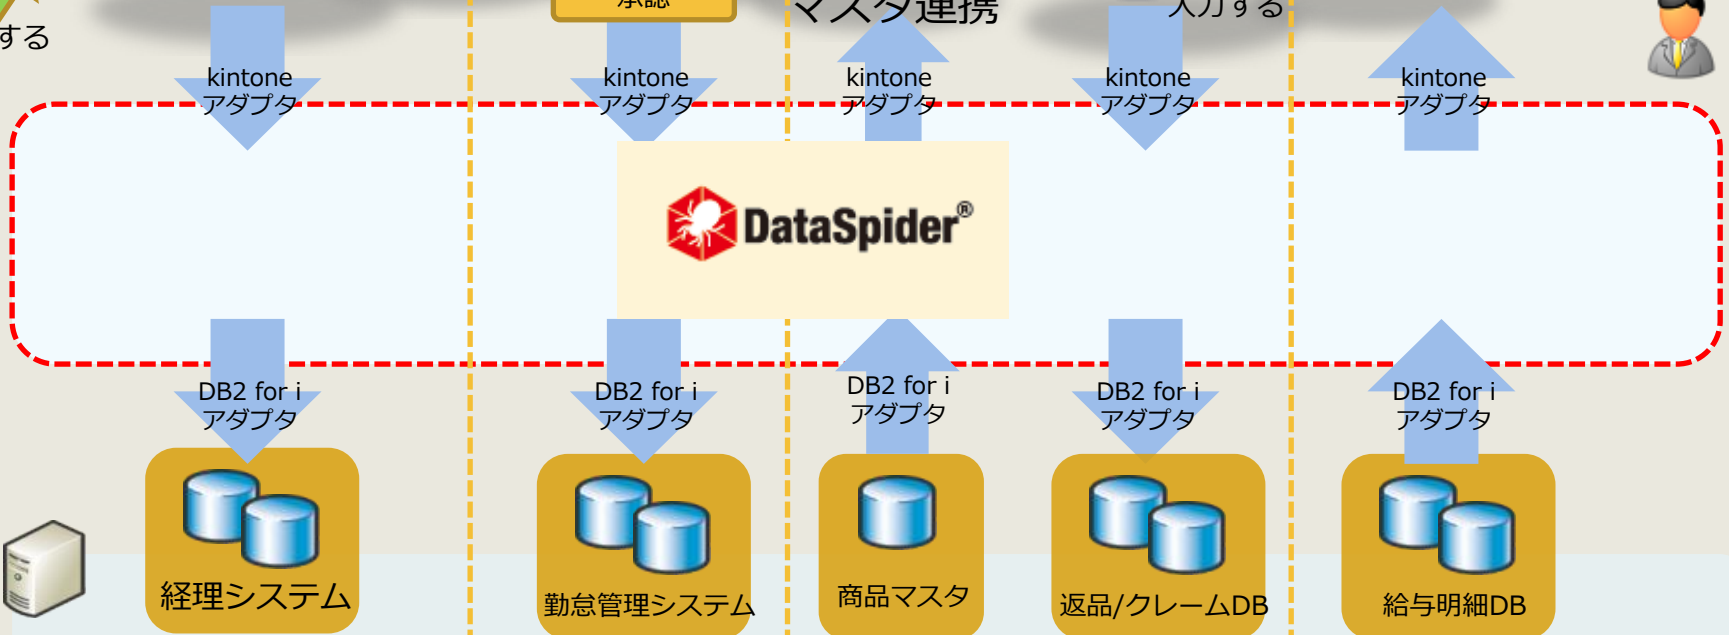 承認
マスタ連携
入力する
する
kintone
アダプタ
kintone
アダプタ
kintone
アダプタ
kintone
アダプタ
kintone
アダプタ
DataSpider®
DB2 for i
アダプタ
DB2 for i
アダプタ
DB2 for i
アダプタ
DB2 for i
アダプタ
DB2 for i
アダプタ
経理システム
勤怠管理システム
商品マスタ
返品/クレームDB
給与明細DB